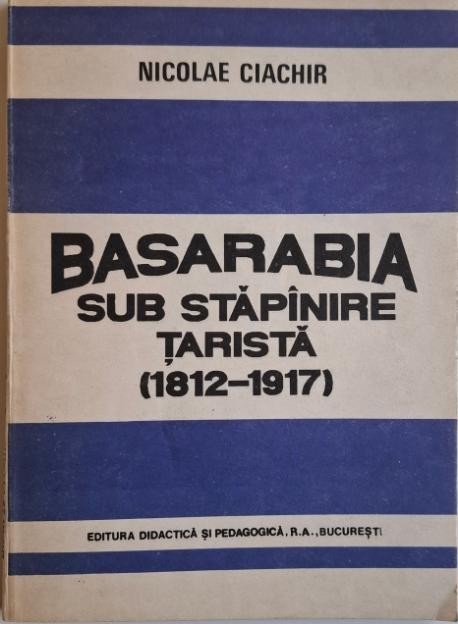 NICOLAE CIACHIR
BASARABIA
SUB STĂPÎNIRE
ȚARISTĂ
(1812–1917)
EDITURA DIDACTICĂ ȘI PEDAGOGICĂ, R.A., BUCUREȘTI